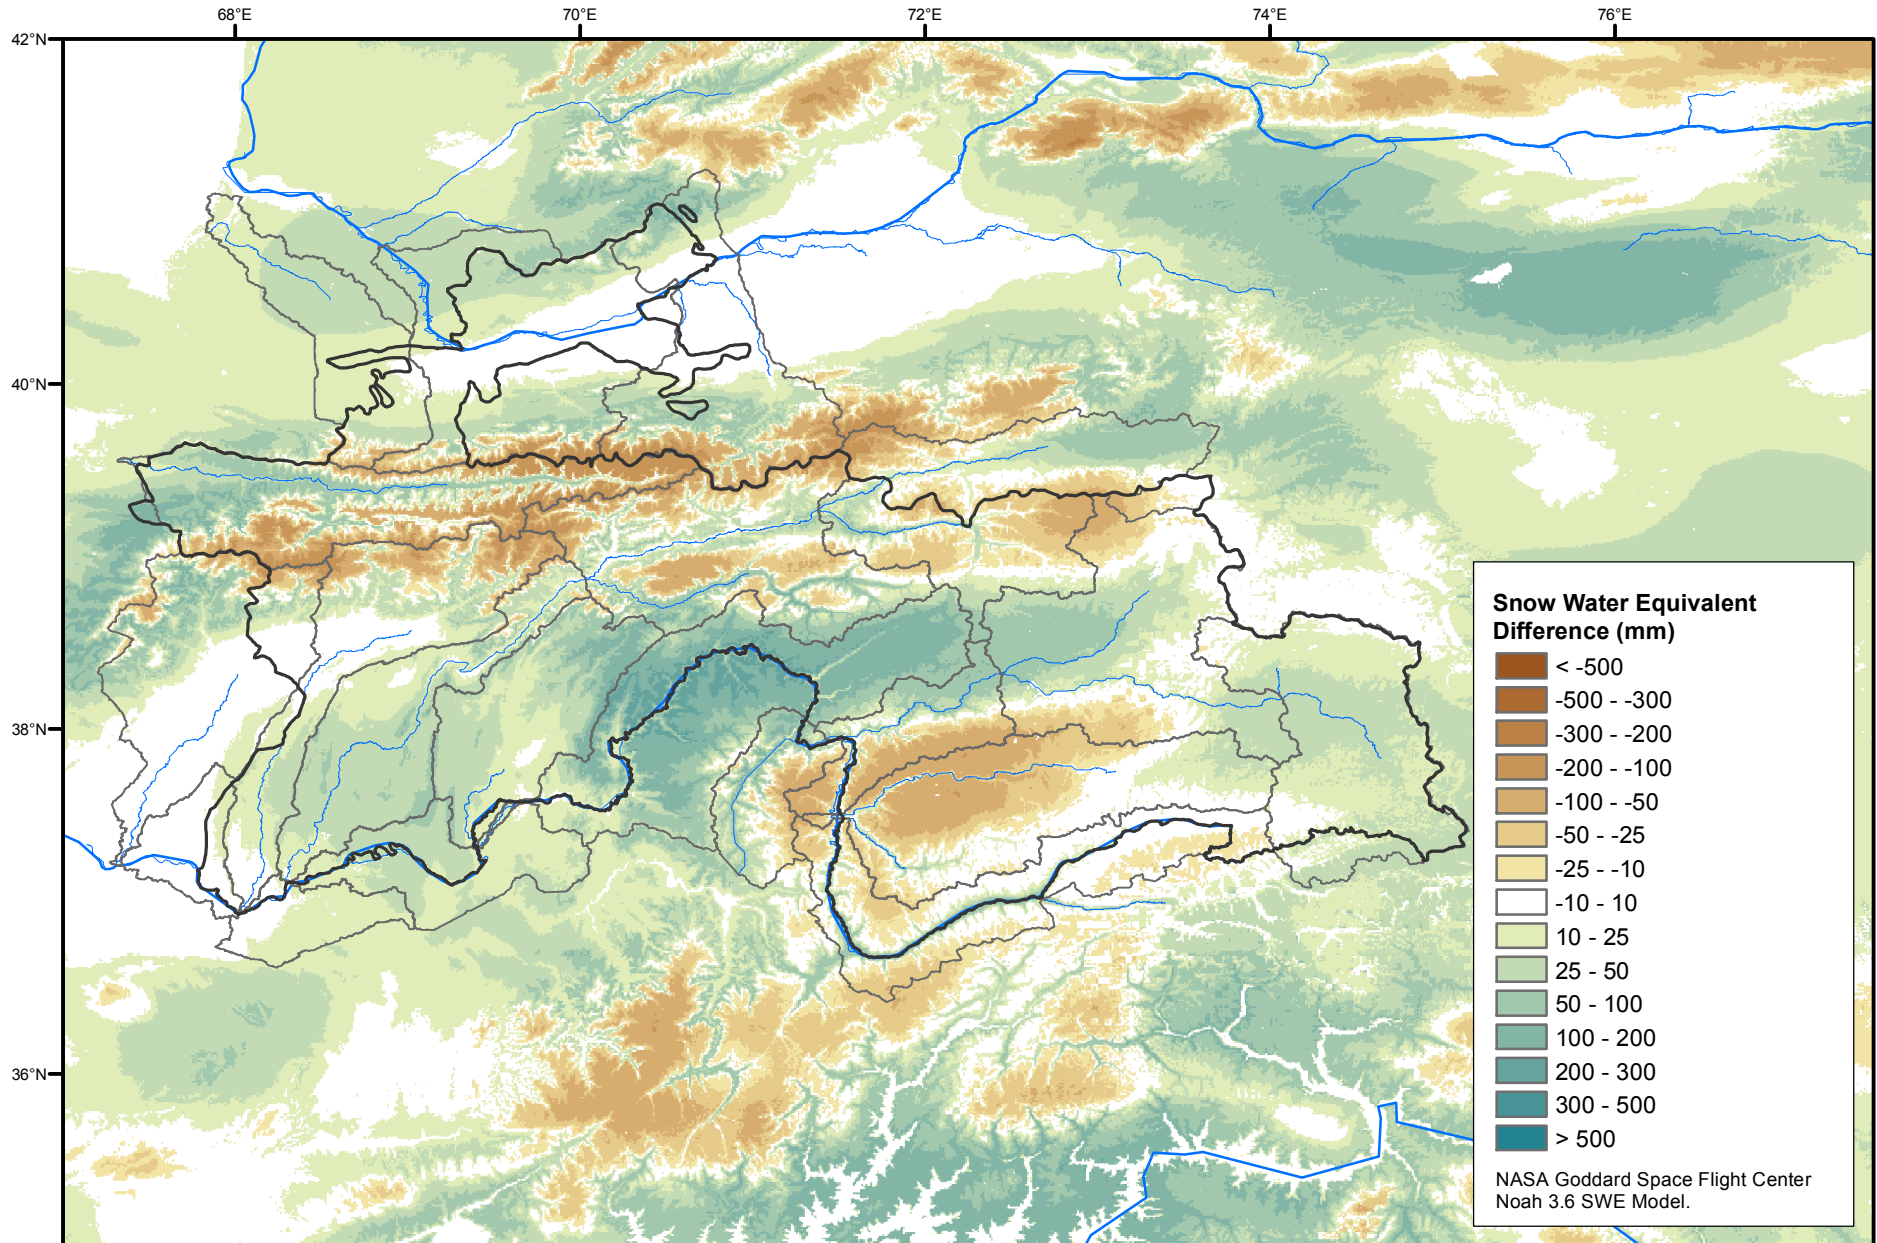 68°E 70°E 72°E 74°E 76°E
42°N
40°N
38°N
36°N
Snow Water Equivalent
Difference (mm)
< -500
-500 - -300
-300 - -200
-200 - -100
-100 - -50
-50 - -25
-25 - -10
-10 - 10
10 - 25
25 - 50
50 - 100
100 - 200
200 - 300
300 - 500
> 500
NASA Goddard Space Flight Center
Noah 3.6 SWE Model.